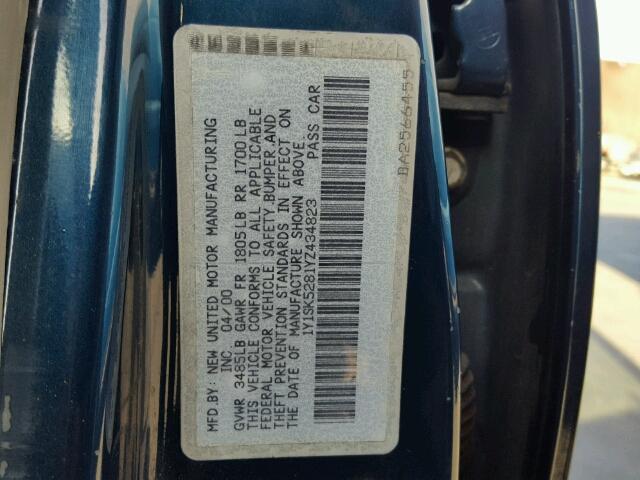 MFD.BY: NEW UNITED MOTOR MANUFACTURING
INC 04/00
GVWR 3485LB GAWR FR 1805LB RR 1700LB
THIS VEHICLE CONFORMS TO ALL APPLICABLE
FEDERAL MOTOR VEHICLE SAFETY, BUMPER AND
THEFT PREVENTION STANDARDS IN EFFECT ON
THE DATE OF MANUFACTURE SHOWN ABOVE
1Y1SK5281YZ434823 PASS CAR
BA2566455